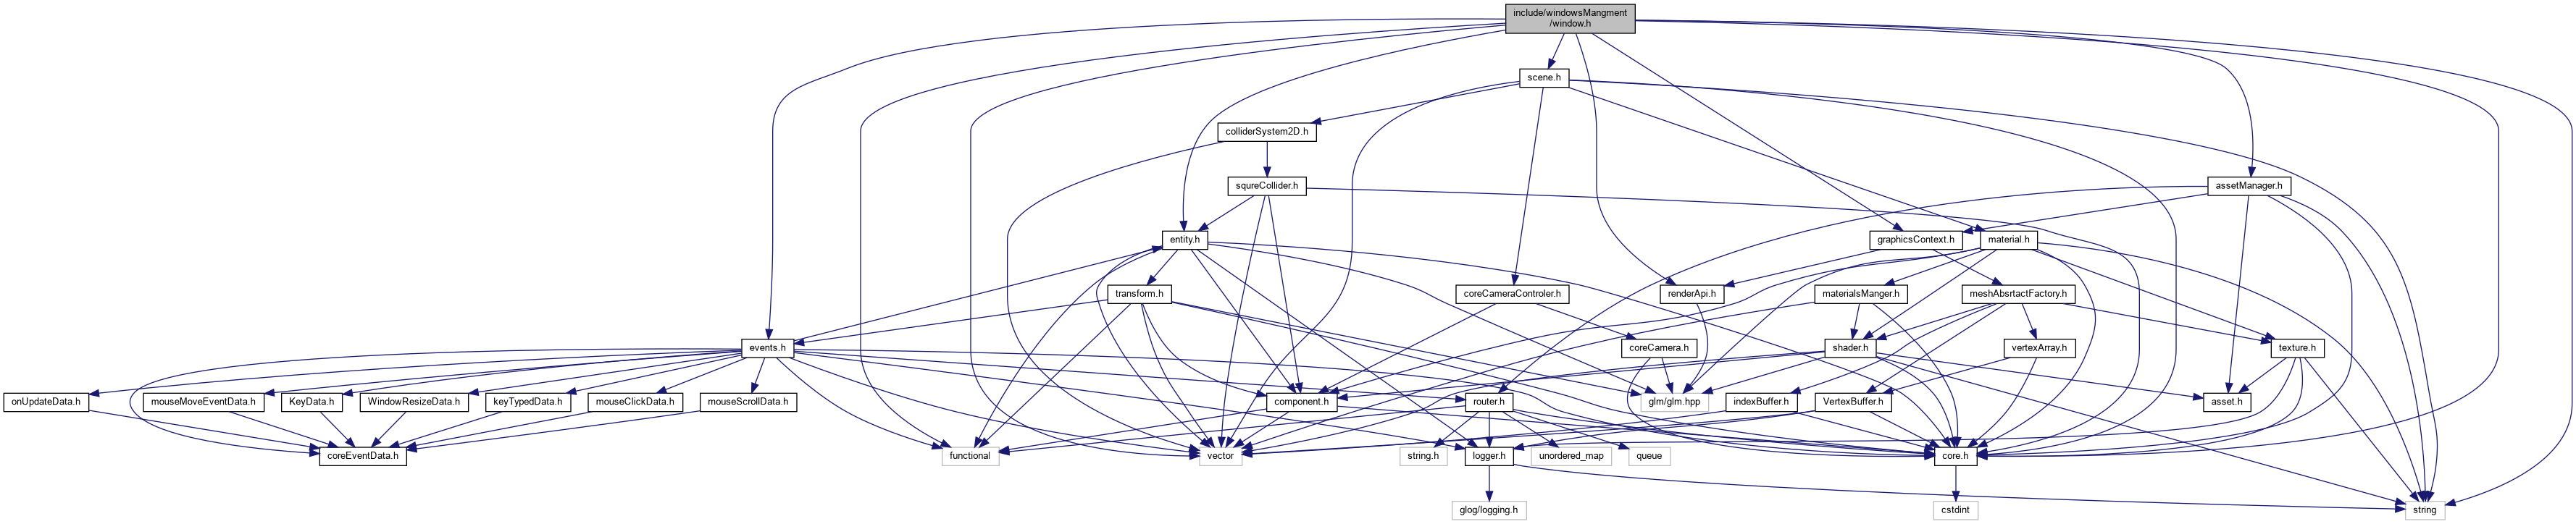 include/windowsMangment
/window.h
scene.h
colliderSystem2D.h
squreCollider.h
assetManager.h
entity.h
graphicsContext.h
material.h
transform.h
coreCameraControler.h
renderApi.h
materialsManger.h
meshAbsrtactFactory.h
events.h
coreCamera.h
shader.h
vertexArray.h
texture.h
onUpdateData.h
mouseMoveEventData.h
KeyData.h
WindowResizeData.h
keyTypedData.h
mouseClickData.h
mouseScrollData.h
component.h
router.h
glm/glm.hpp
indexBuffer.h
VertexBuffer.h
asset.h
coreEventData.h
functional
vector
string.h
logger.h
unordered_map
queue
core.h
glog/logging.h
cstdint
string